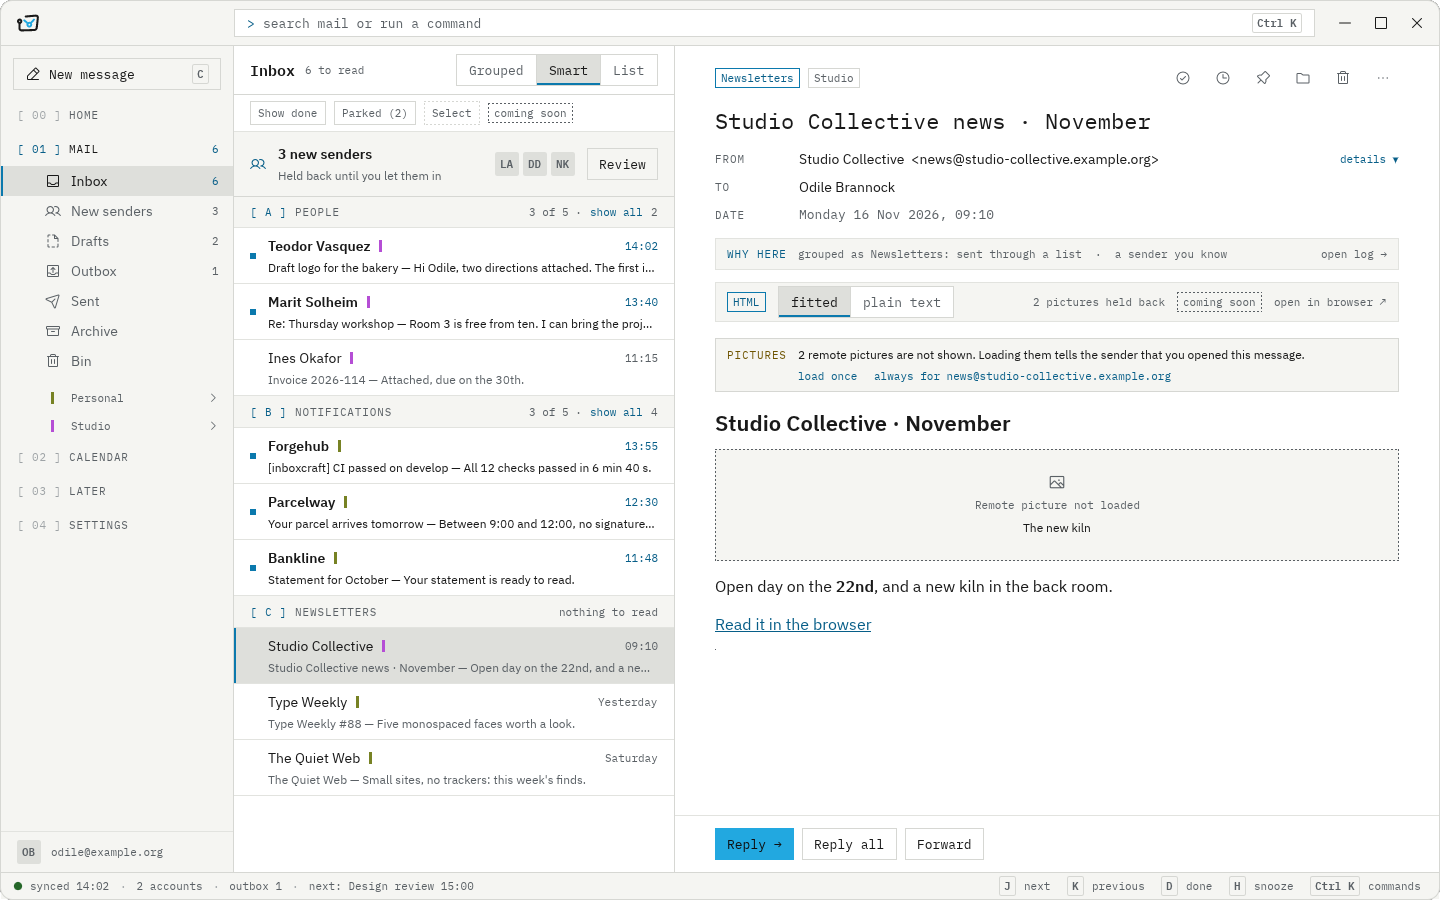 > search mail or run a command Ctrl K
New message C
[ 00 ] HOME
[ 01 ] MAIL 6
Inbox 6
New senders 3
Drafts 2
Outbox 1
Sent
Archive
Bin
Personal
Studio
[ 02 ] CALENDAR
[ 03 ] LATER
[ 04 ] SETTINGS
OB odile@example.org
Inbox 6 to read Grouped Smart List
Show done Parked (2) Select coming soon
3 new senders
Held back until you let them in
LA DD NK Review
[ A ] PEOPLE 3 of 5 · show all 2
Teodor Vasquez 14:02
Draft logo for the bakery — Hi Odile, two directions attached. The first i…
Marit Solheim 13:40
Re: Thursday workshop — Room 3 is free from ten. I can bring the proj…
Ines Okafor 11:15
Invoice 2026-114 — Attached, due on the 30th.
[ B ] NOTIFICATIONS 3 of 5 · show all 4
Forgehub 13:55
[inboxcraft] CI passed on develop — All 12 checks passed in 6 min 40 s.
Parcelway 12:30
Your parcel arrives tomorrow — Between 9:00 and 12:00, no signature…
Bankline 11:48
Statement for October — Your statement is ready to read.
[ C ] NEWSLETTERS nothing to read
Studio Collective 09:10
Studio Collective news · November — Open day on the 22nd, and a ne…
Type Weekly Yesterday
Type Weekly #88 — Five monospaced faces worth a look.
The Quiet Web Saturday
The Quiet Web — Small sites, no trackers: this week's finds.
Newsletters Studio
Studio Collective news · November
FROM Studio Collective <news@studio-collective.example.org> details ▾
TO Odile Brannock
DATE Monday 16 Nov 2026, 09:10
WHY HERE grouped as Newsletters: sent through a list · a sender you know open log →
HTML fitted plain text 2 pictures held back coming soon open in browser ↗
PICTURES 2 remote pictures are not shown. Loading them tells the sender that you opened this message.
load once always for news@studio-collective.example.org
Studio Collective · November
Remote picture not loaded
The new kiln
Open day on the 22nd, and a new kiln in the back room.
Read it in the browser
Reply → Reply all Forward
synced 14:02 · 2 accounts · outbox 1 · next: Design review 15:00
J next K previous D done H snooze Ctrl K commands